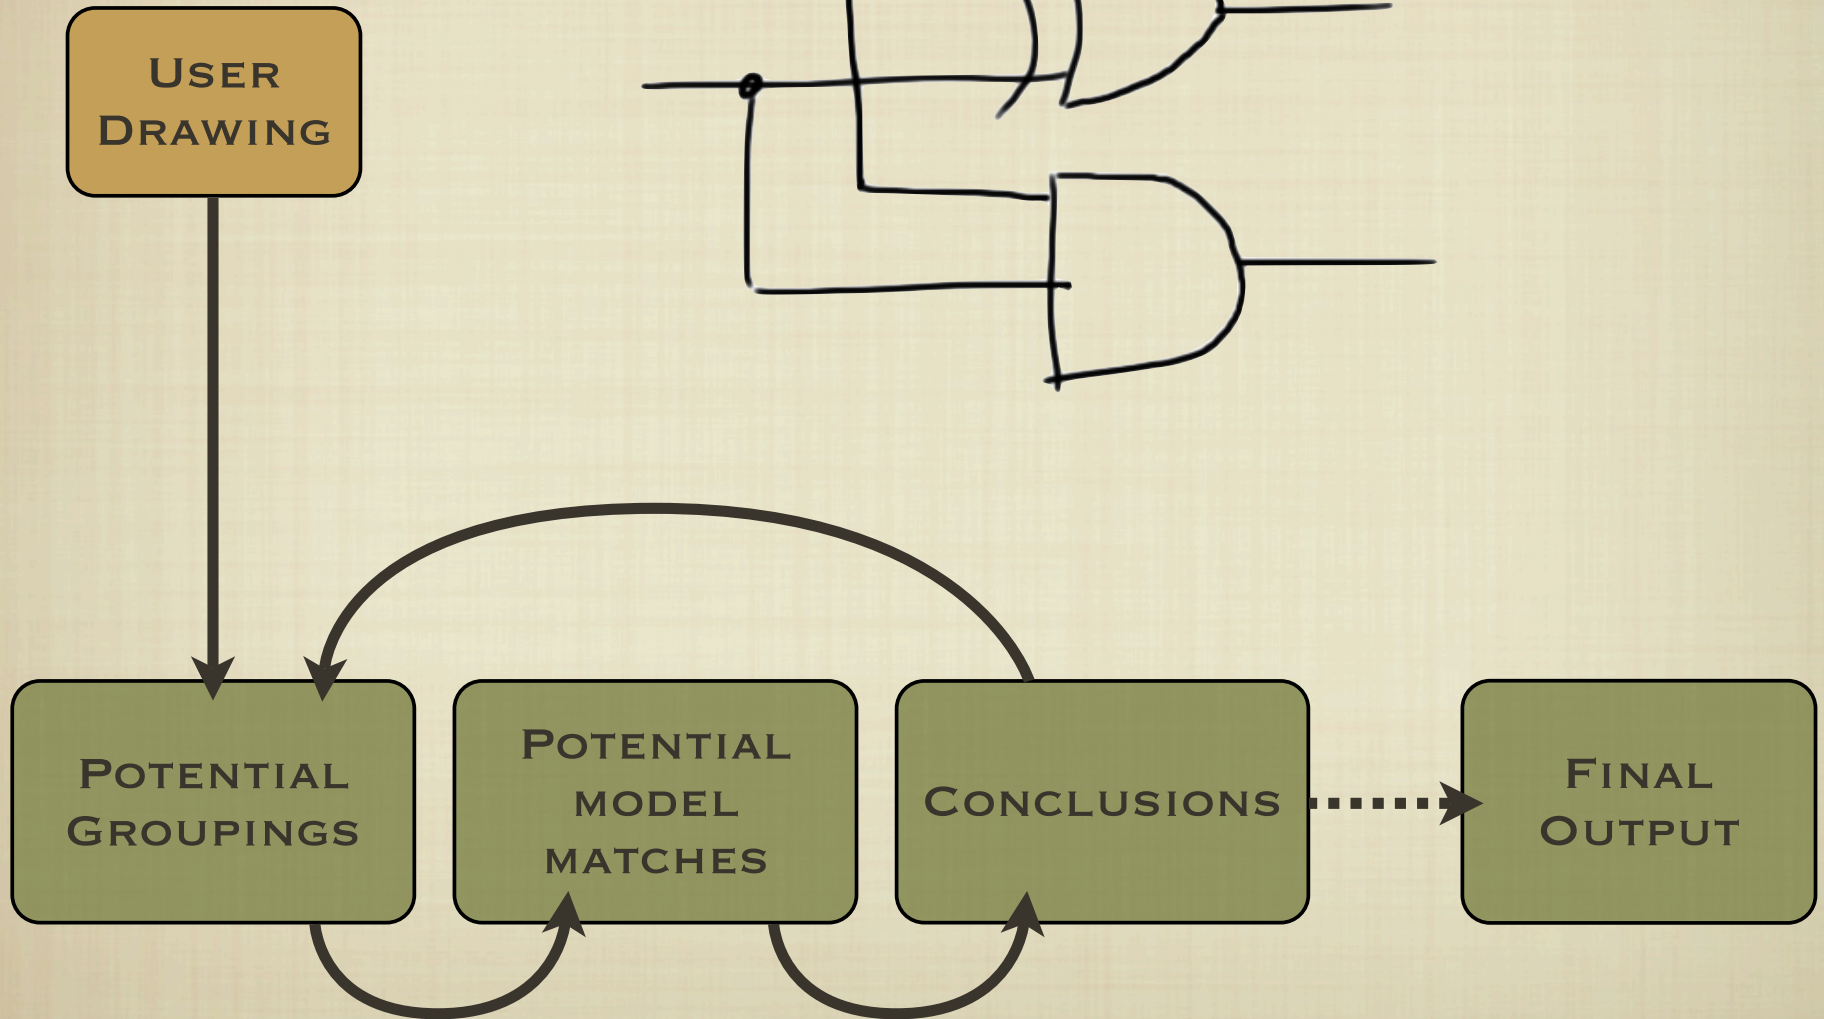 User
Drawing
Potential
Groupings
Potential
model
matches
Conclusions
Final
Output